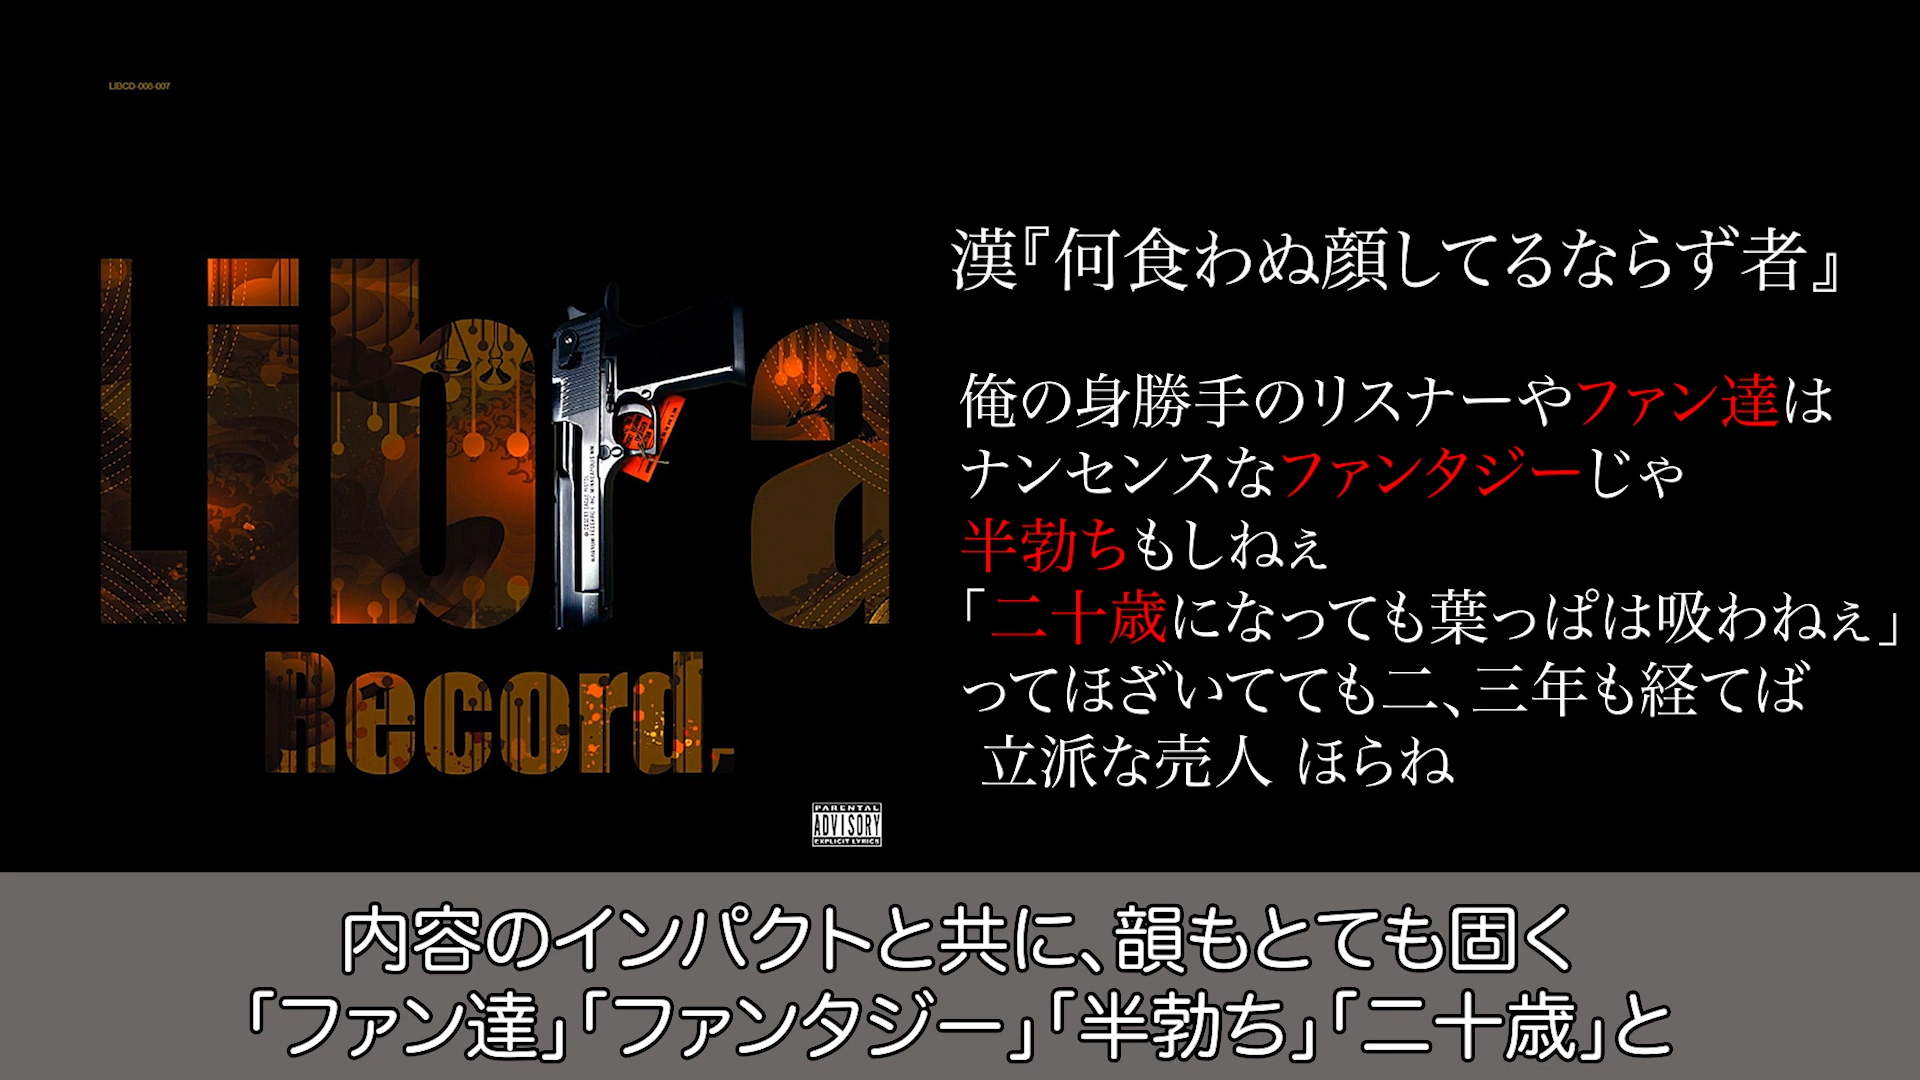 LIBCD-006-007
Libra
Record.
PARENTAL
ADVISORY
EXPLICIT LYRICS
漢『何食わぬ顔してるならず者』
俺の身勝手のリスナーやファン達は
ナンセンスなファンタジーじゃ
半勃ちもしねぇ
「二十歳になっても葉っぱは吸わねぇ」
ってほざいてても二、三年も経てば
立派な売人 ほらね
内容のインパクトと共に、韻もとても固く
「ファン達」「ファンタジー」「半勃ち」「二十歳」と